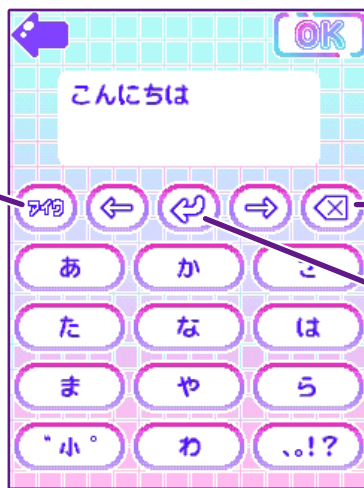 OK
こんにちは
アイウ
あ か さ
た な は
ま や ら
゛小゜ わ 、。!?